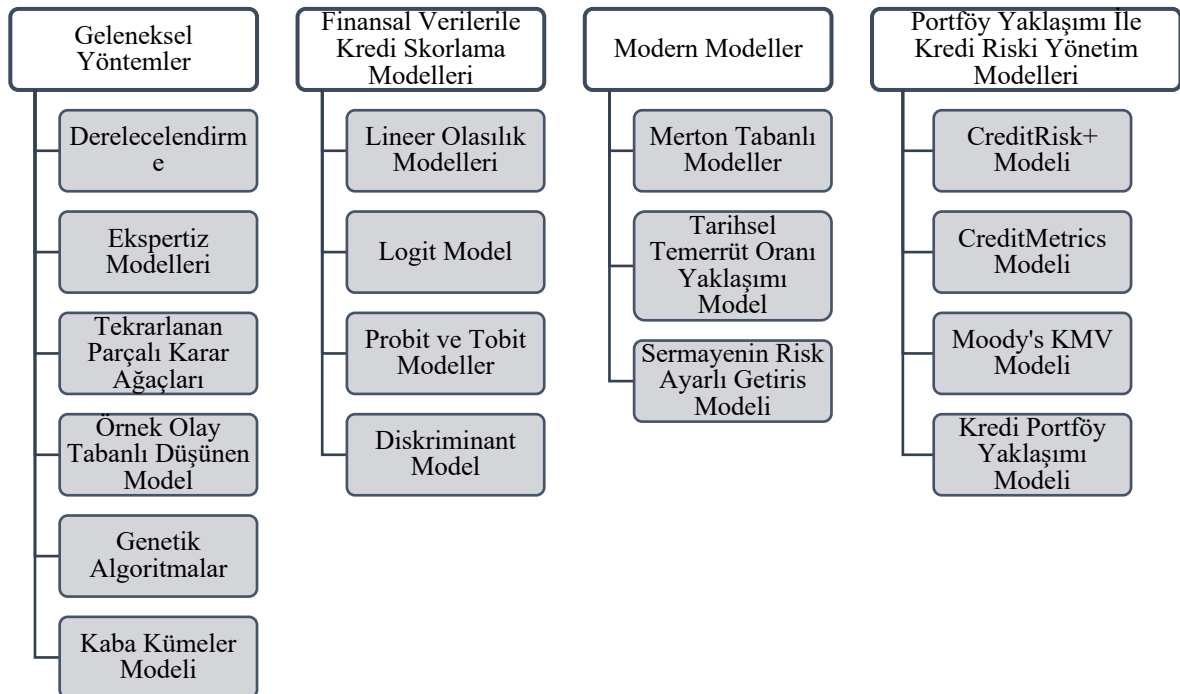 Geleneksel
Yöntemler
Derelecelendirm
e
Ekspertiz
Modelleri
Tekrarlanan
Parçalı Karar
Ağaçları
Örnek Olay
Tabanlı Düşünen
Model
Genetik
Algoritmalar
Kaba Kümeler
Modeli
Finansal Verilerile
Kredi Skorlama
Modelleri
Lineer Olasılık
Modelleri
Logit Model
Probit ve Tobit
Modeller
Diskriminant
Model
Modern Modeller
Merton Tabanlı
Modeller
Tarihsel
Temerrüt Oranı
Yaklaşımı
Model
Sermayenin Risk
Ayarlı Getiris
Modeli
Portföy Yaklaşımı İle
Kredi Riski Yönetim
Modelleri
CreditRisk+
Modeli
CreditMetrics
Modeli
Moody's KMV
Modeli
Kredi Portföy
Yaklaşımı
Modeli